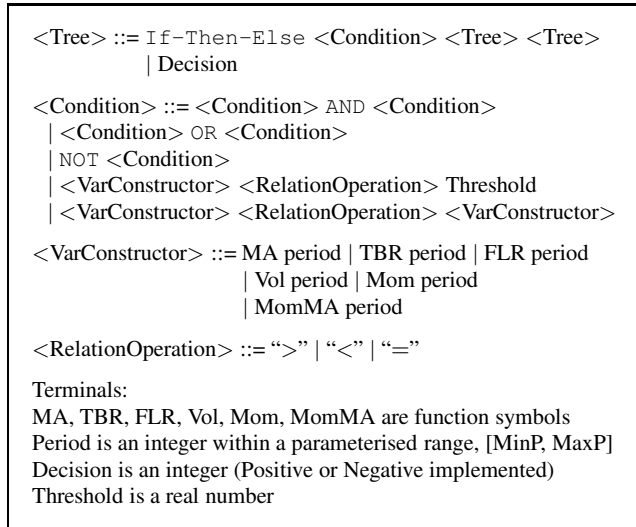 <Tree> ::= If-Then-Else <Condition> <Tree> <Tree>
| Decision
<Condition> ::= <Condition> AND <Condition>
| <Condition> OR <Condition>
| NOT <Condition>
| <VarConstructor> <RelationOperation> Threshold
| <VarConstructor> <RelationOperation> <VarConstructor>
<VarConstructor> ::= MA period | TBR period | FLR period
| Vol period | Mom period
| MomMA period
<RelationOperation> ::= “>” | “<” | “=”
Terminals:
MA, TBR, FLR, Vol, Mom, MomMA are function symbols
Period is an integer within a parameterised range, [MinP, MaxP]
Decision is an integer (Positive or Negative implemented)
Threshold is a real number